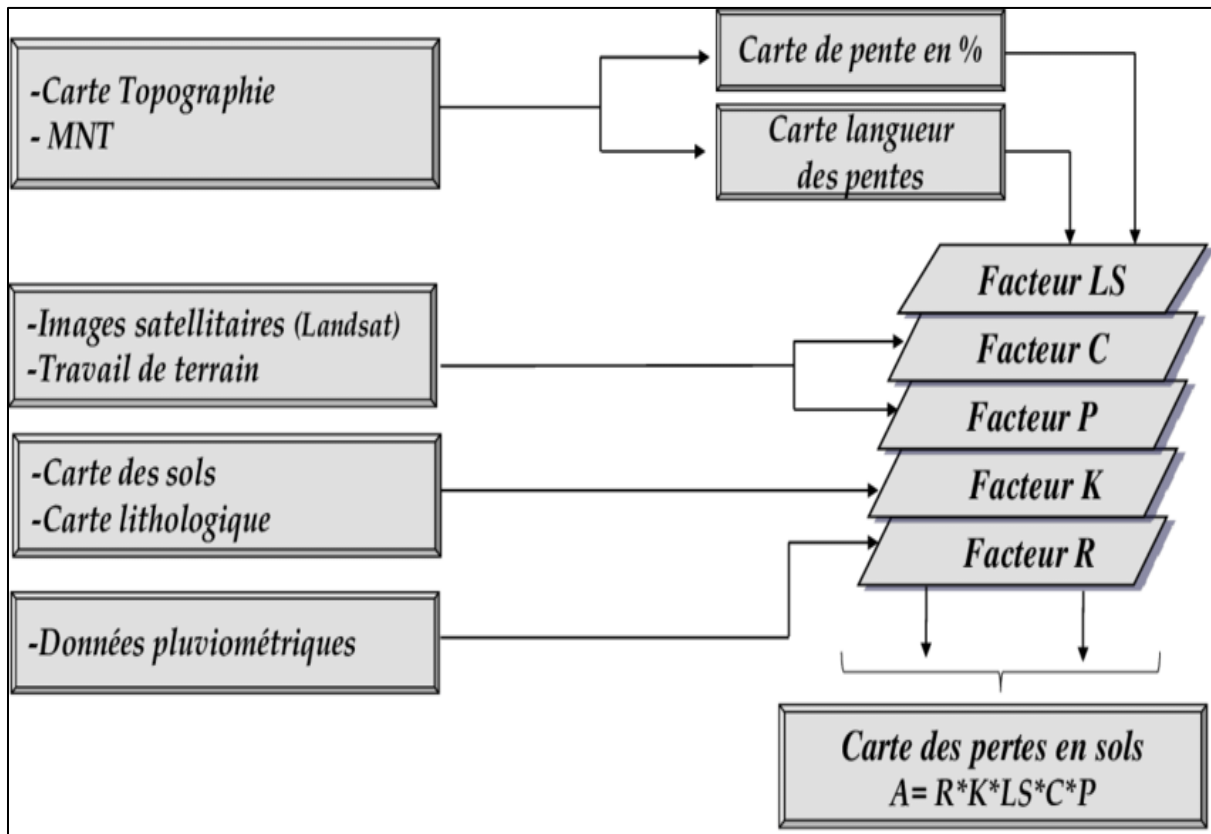 -Carte Topographie
- MNT
Carte de pente en %
Carte langueur
des pentes
-Images satellitaires (Landsat)
-Travail de terrain
-Carte des sols
-Carte lithologique
-Données pluviométriques
Facteur LS
Facteur C
Facteur P
Facteur K
Facteur R
Carte des pertes en sols
A= R*K*LS*C*P